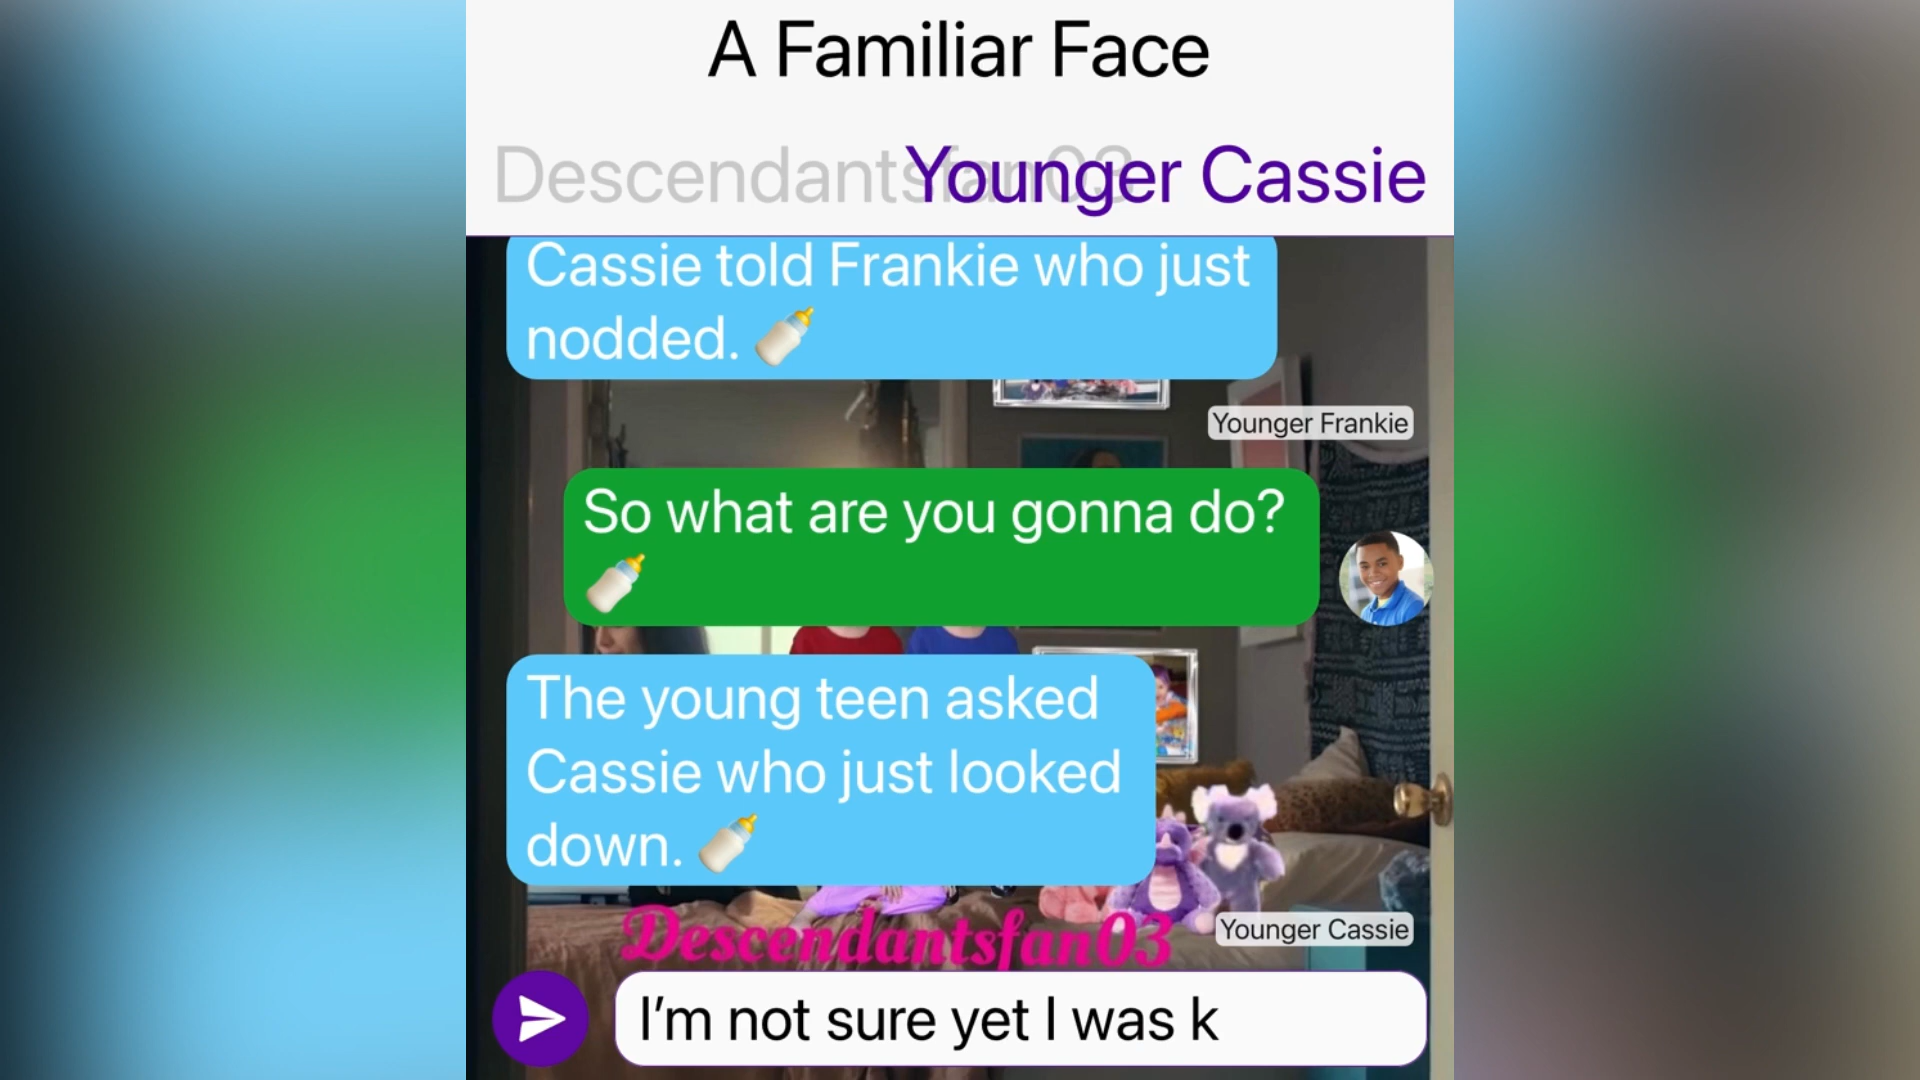 A Familiar Face
Descendantsfan03
Younger Cassie
Cassie told Frankie who just
nodded. 🍼
Younger Frankie
So what are you gonna do?
🍼
The young teen asked
Cassie who just looked
down. 🍼
Descendantsfan03
Younger Cassie
I’m not sure yet I was k